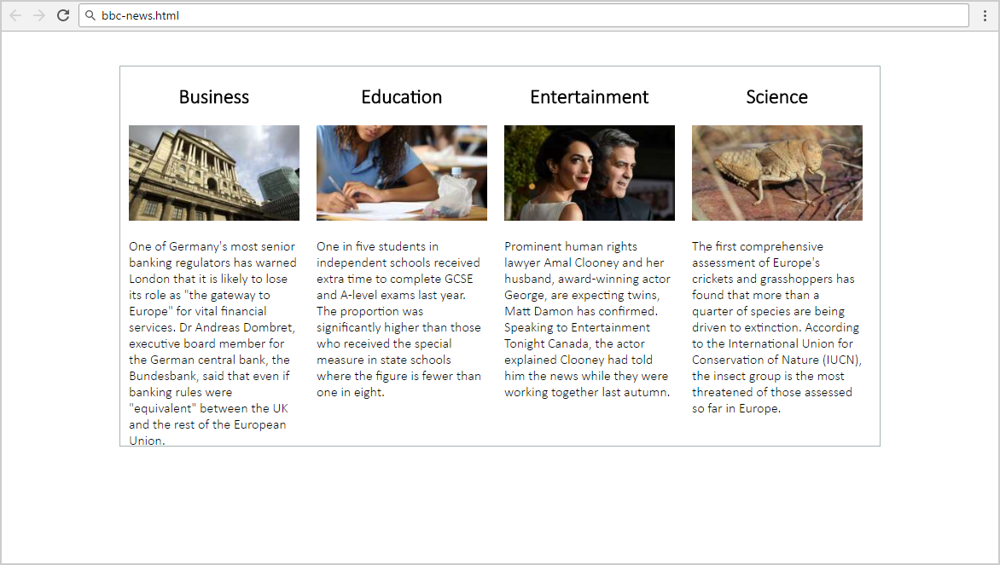 bbc-news.html
Business
One of Germany's most senior
banking regulators has warned
London that it is likely to lose
its role as "the gateway to
Europe" for vital financial
services. Dr Andreas Dombret,
executive board member for
the German central bank, the
Bundesbank, said that even if
banking rules were
"equivalent" between the UK
and the rest of the European
Union.
Education
One in five students in
independent schools received
extra time to complete GCSE
and A-level exams last year.
The proportion was
significantly higher than those
who received the special
measure in state schools
where the figure is fewer than
one in eight.
Entertainment
Prominent human rights
lawyer Amal Clooney and her
husband, award-winning actor
George, are expecting twins,
Matt Damon has confirmed.
Speaking to Entertainment
Tonight Canada, the actor
explained Clooney had told
him the news while they were
working together last autumn.
Science
The first comprehensive
assessment of Europe's
crickets and grasshoppers has
found that more than a
quarter of species are being
driven to extinction. According
to the International Union for
Conservation of Nature (IUCN),
the insect group is the most
threatened of those assessed
so far in Europe.